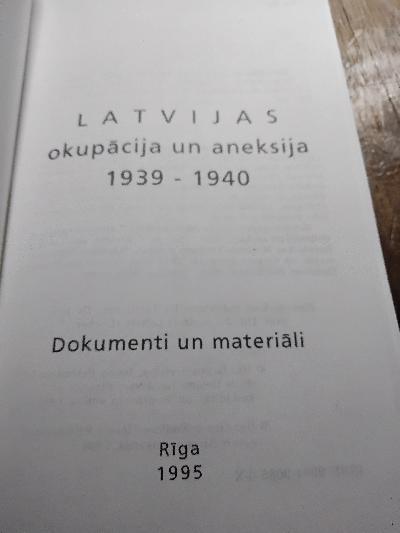 LATVIJAS
okupācija un aneksija
1939 - 1940
Dokumenti un materiāli
Rīga
1995